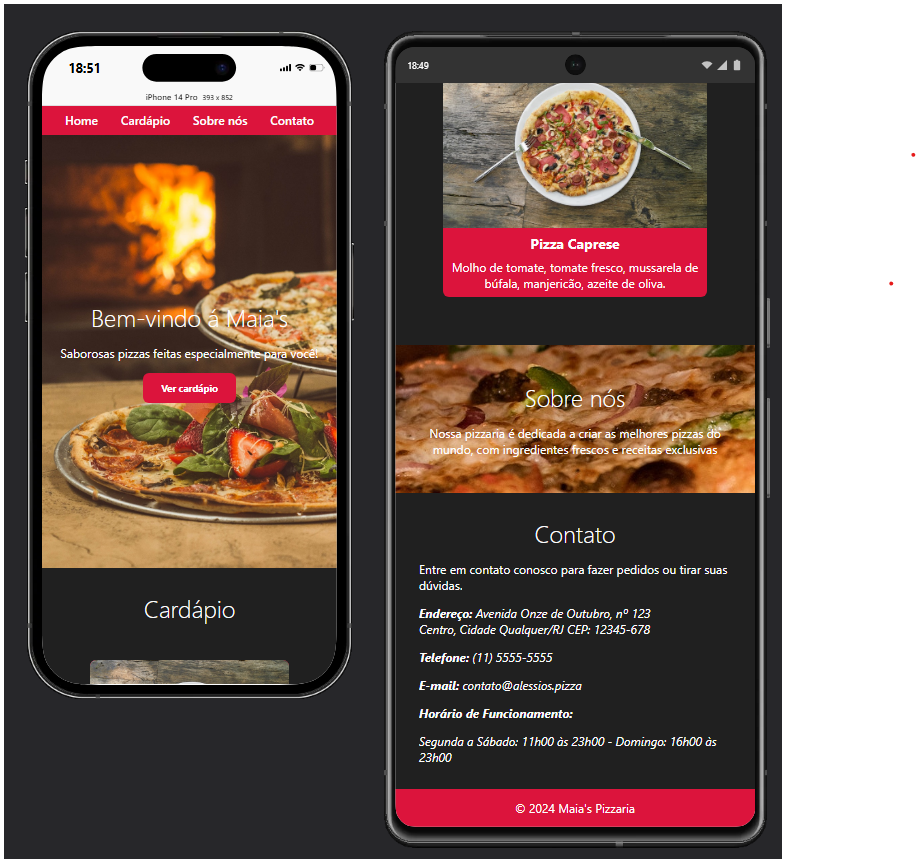 18:51
iPhone 14 Pro 393 x 852
Home Cardápio Sobre nós Contato
Bem-vindo á Maia's
Saborosas pizzas feitas especialmente para você!
Ver cardápio
Cardápio
18:49
Pizza Caprese
Molho de tomate, tomate fresco, mussarela de
búfala, manjericão, azeite de oliva.
Sobre nós
Nossa pizzaria é dedicada a criar as melhores pizzas do
mundo, com ingredientes frescos e receitas exclusivas
Contato
Entre em contato conosco para fazer pedidos ou tirar suas
dúvidas.
Endereço: Avenida Onze de Outubro, nº 123
Centro, Cidade Qualquer/RJ CEP: 12345-678
Telefone: (11) 5555-5555
E-mail: contato@alessios.pizza
Horário de Funcionamento:
Segunda a Sábado: 11h00 às 23h00 - Domingo: 16h00 às
23h00
© 2024 Maia's Pizzaria